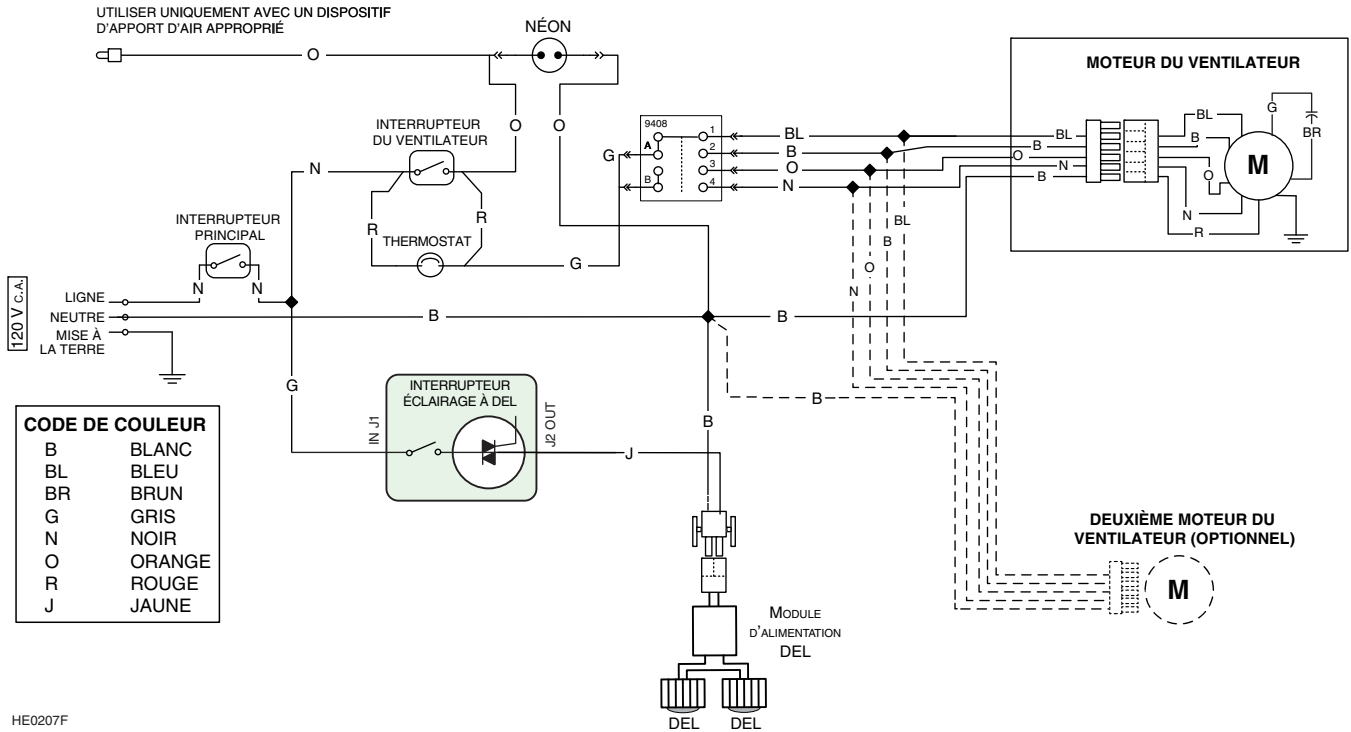 UTILISER UNIQUEMENT AVEC UN DISPOSITIF
D'APPORT D'AIR APPROPRIÉ
O
NÉON
O
O
INTERRUPTEUR
DU VENTILATEUR
N
R
R
THERMOSTAT
G
INTERRUPTEUR
PRINCIPAL
N
N
120 V C.A.
LIGNE
NEUTRE
MISE À
LA TERRE
B
B
9408
A
B
1
2
3
4
G
BL
B
O
N
MOTEUR DU VENTILATEUR
BL
B
O
N
B
BL
B
O
N
R
G
BR
M
BL
B
O
N
B
G
INTERRUPTEUR
ÉCLAIRAGE À DEL
IN J1
J2 OUT
J
B
CODE DE COULEUR
B BLANC
BL BLEU
BR BRUN
G GRIS
N NOIR
O ORANGE
R ROUGE
J JAUNE
DEUXIÈME MOTEUR DU
VENTILATEUR (OPTIONNEL)
M
MODULE
D'ALIMENTATION
DEL
DEL DEL
HE0207F